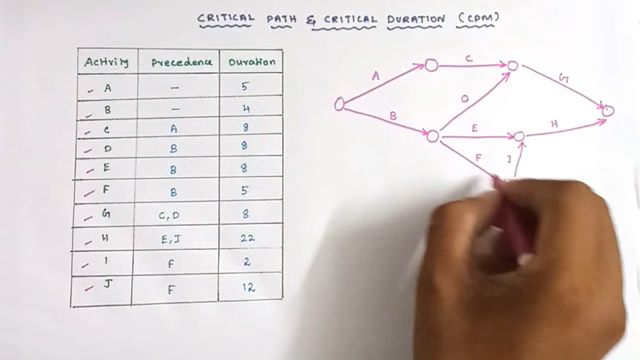 CRITICAL PATH & CRITICAL DURATION (CPM)
Activity Precedence Duration
A — 5
B — 4
C A 8
D B 8
E B 8
F B 5
G C, D 8
H E, I 22
I F 2
J F 12
A
C
G
B
D
E
H
F
I